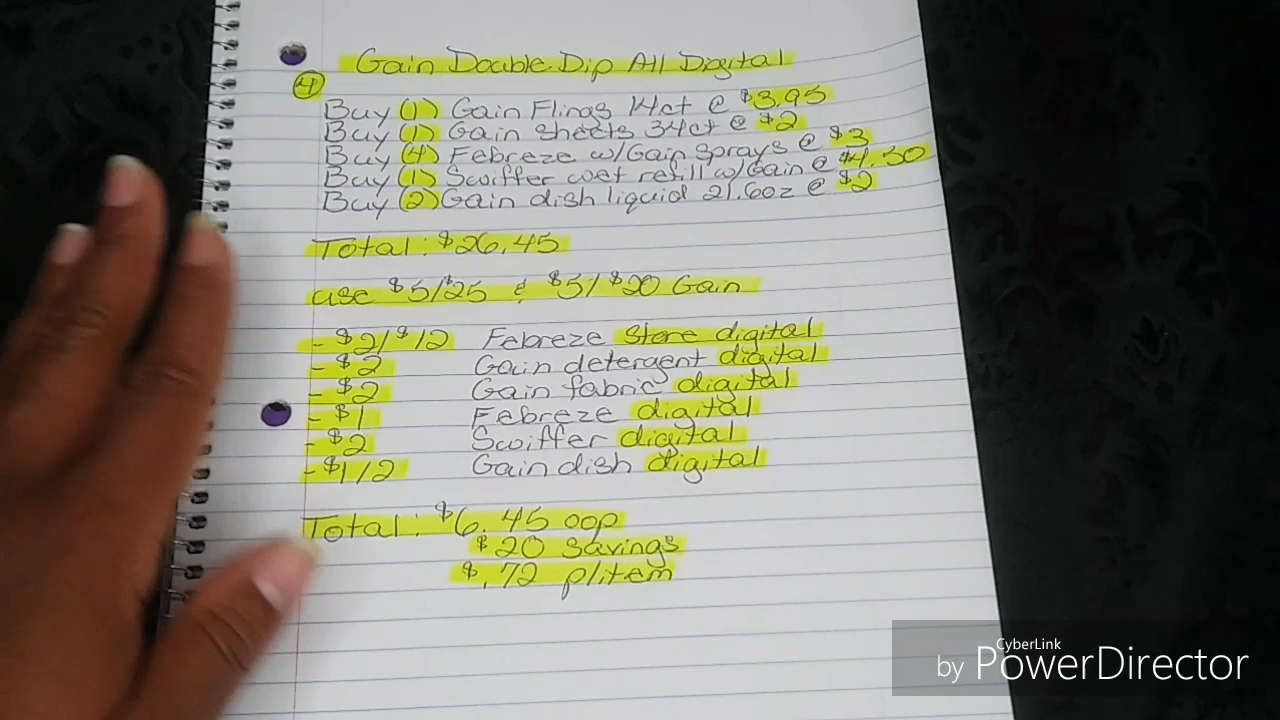 Gain Double Dip All Digital
4
Buy (1) Gain Flings 14ct @ $3.95
Buy (1) Gain sheets 34ct @ $2
Buy (4) Febreze w/Gain sprays @ $3
Buy (1) Swiffer wet refill w/Gain @ $4.50
Buy (2) Gain dish liquid 21.6oz @ $2
Total: $26.45
use $5/$25 & $5/$20 Gain
- $2/$12 Febreze store digital
- $2 Gain detergent digital
- $2 Gain fabric digital
- $1 Febreze digital
- $2 Swiffer digital
- $1/2 Gain dish digital
Total: $6.45 oop
$20 savings
$.72 p/item
CyberLink
by PowerDirector